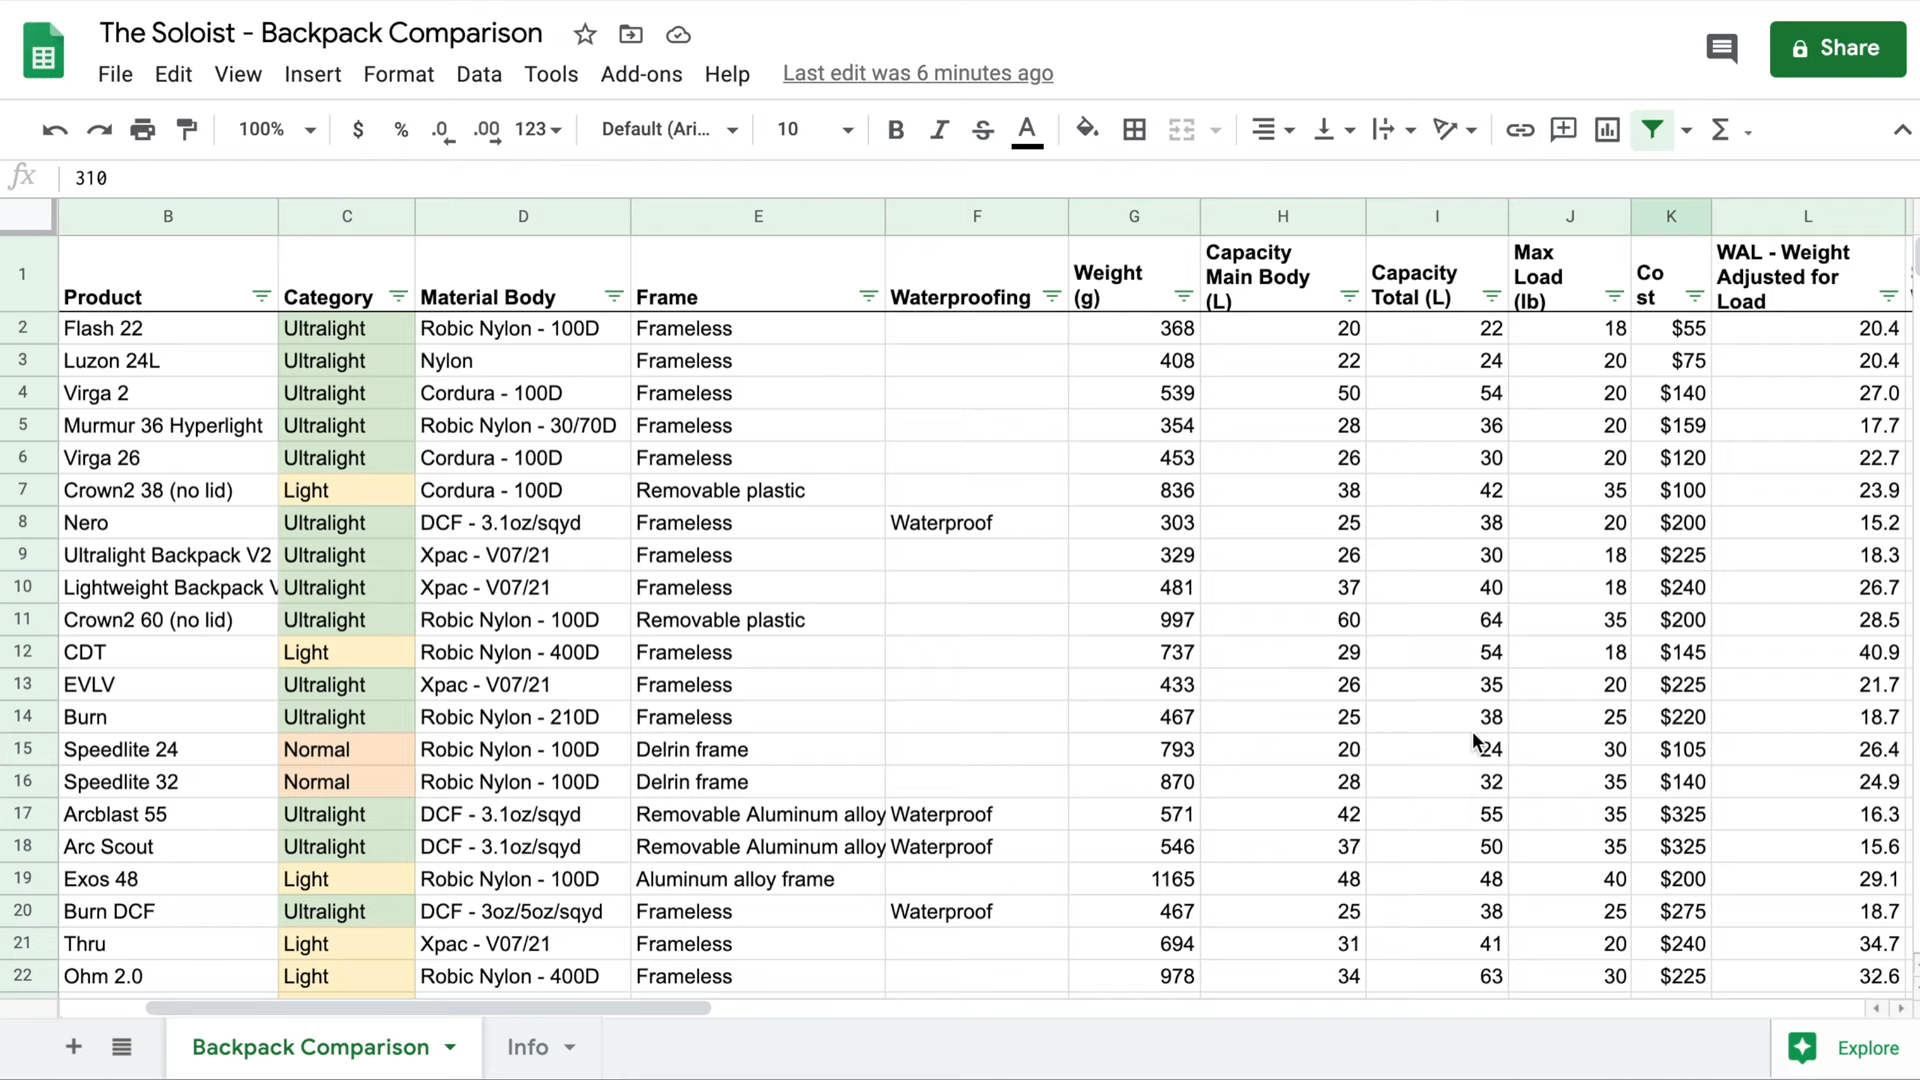 The Soloist - Backpack Comparison
File Edit View Insert Format Data Tools Add-ons Help Last edit was 6 minutes ago
Share
100% $ % .0 .00 123 Default (Ari... 10 B I S A Σ
fx 310
B C D E F G H I J K L
1 Product Category Material Body Frame Waterproofing Weight (g) Capacity Main Body (L) Capacity Total (L) Max Load (lb) Co st WAL - Weight Adjusted for Load
2 Flash 22 Ultralight Robic Nylon - 100D Frameless 368 20 22 18 $55 20.4
3 Luzon 24L Ultralight Nylon Frameless 408 22 24 20 $75 20.4
4 Virga 2 Ultralight Cordura - 100D Frameless 539 50 54 20 $140 27.0
5 Murmur 36 Hyperlight Ultralight Robic Nylon - 30/70D Frameless 354 28 36 20 $159 17.7
6 Virga 26 Ultralight Cordura - 100D Frameless 453 26 30 20 $120 22.7
7 Crown2 38 (no lid) Light Cordura - 100D Removable plastic 836 38 42 35 $100 23.9
8 Nero Ultralight DCF - 3.1oz/sqyd Frameless Waterproof 303 25 38 20 $200 15.2
9 Ultralight Backpack V2 Ultralight Xpac - V07/21 Frameless 329 26 30 18 $225 18.3
10 Lightweight Backpack Ultralight Xpac - V07/21 Frameless 481 37 40 18 $240 26.7
11 Crown2 60 (no lid) Ultralight Robic Nylon - 100D Removable plastic 997 60 64 35 $200 28.5
12 CDT Light Robic Nylon - 400D Frameless 737 29 54 18 $145 40.9
13 EVLV Ultralight Xpac - V07/21 Frameless 433 26 35 20 $225 21.7
14 Burn Ultralight Robic Nylon - 210D Frameless 467 25 38 25 $220 18.7
15 Speedlite 24 Normal Robic Nylon - 100D Delrin frame 793 20 24 30 $105 26.4
16 Speedlite 32 Normal Robic Nylon - 100D Delrin frame 870 28 32 35 $140 24.9
17 Arcblast 55 Ultralight DCF - 3.1oz/sqyd Removable Aluminum alloy Waterproof 571 42 55 35 $325 16.3
18 Arc Scout Ultralight DCF - 3.1oz/sqyd Removable Aluminum alloy Waterproof 546 37 50 35 $325 15.6
19 Exos 48 Light Robic Nylon - 100D Aluminum alloy frame 1165 48 48 40 $200 29.1
20 Burn DCF Ultralight DCF - 3oz/5oz/sqyd Frameless Waterproof 467 25 38 25 $275 18.7
21 Thru Light Xpac - V07/21 Frameless 694 31 41 20 $240 34.7
22 Ohm 2.0 Light Robic Nylon - 400D Frameless 978 34 63 30 $225 32.6
Backpack Comparison Info Explore